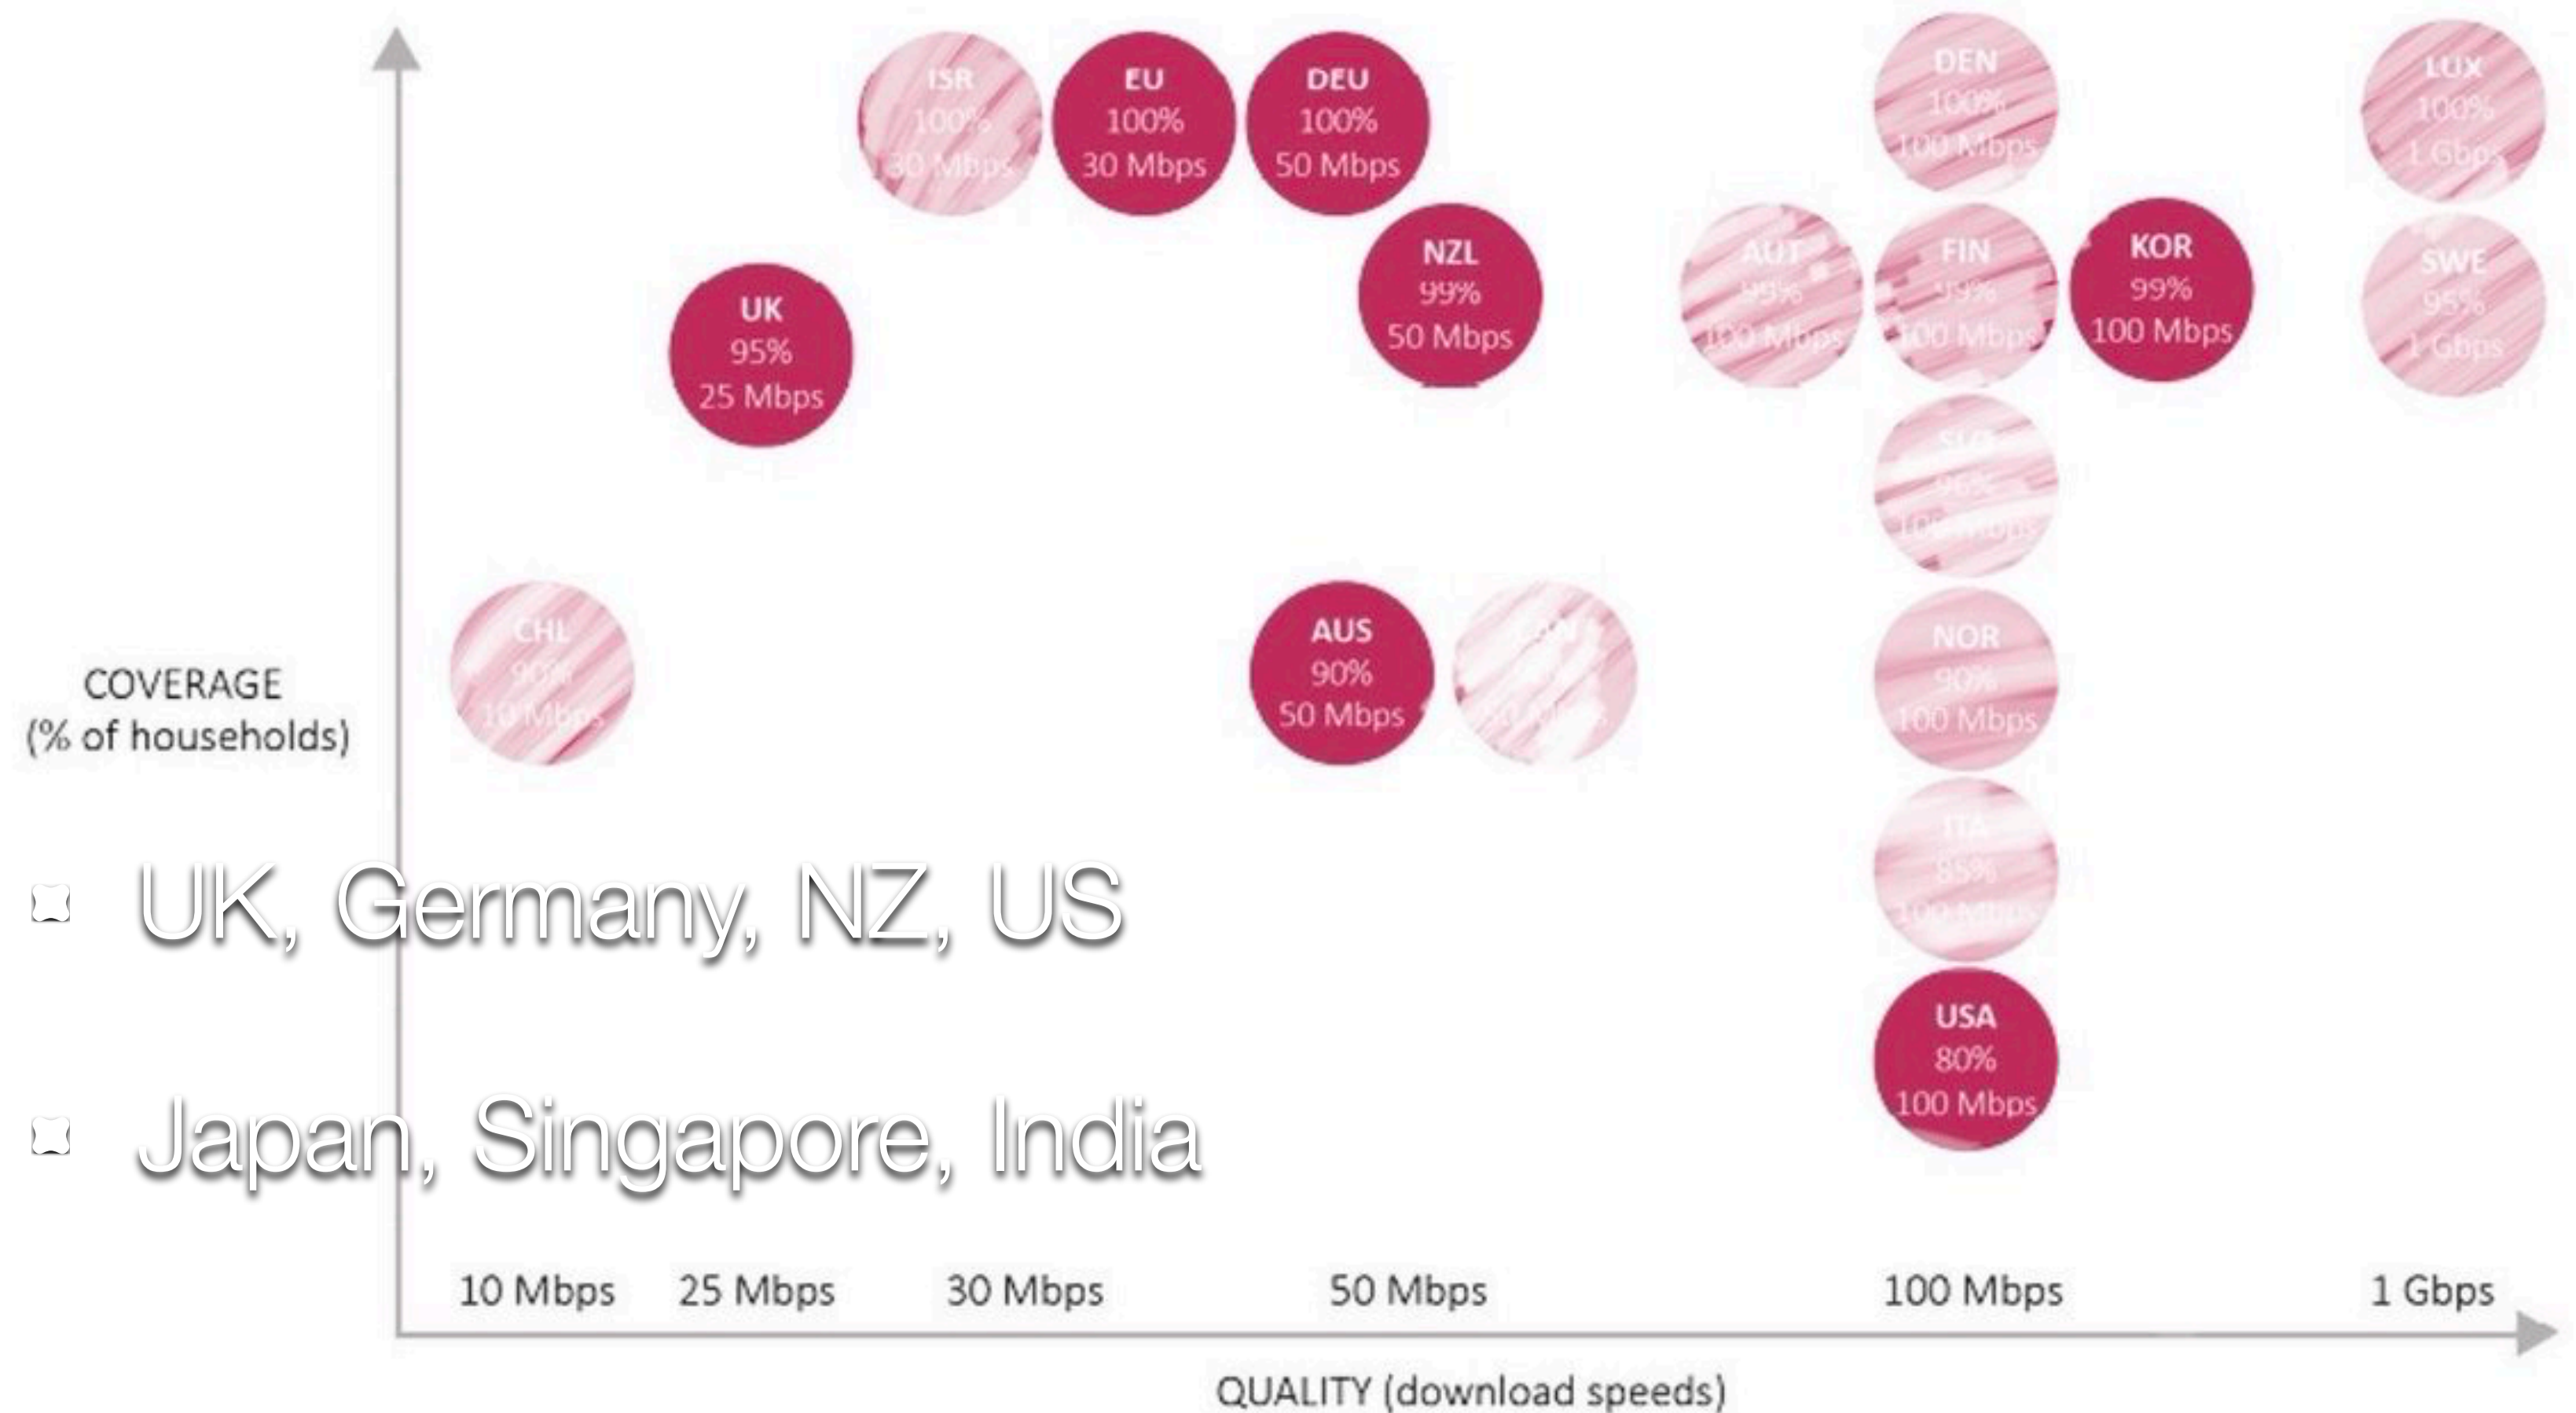 ISR
100%
30 Mbps
EU
100%
30 Mbps
DEU
100%
50 Mbps
DEN
100%
100 Mbps
LUX
100%
1 Gbps
UK
95%
25 Mbps
NZL
99%
50 Mbps
AUT
99%
100 Mbps
FIN
99%
100 Mbps
KOR
99%
100 Mbps
SWE
95%
1 Gbps
96%
100 Mbps
CHL
90%
10 Mbps
AUS
90%
50 Mbps
NOR
90%
100 Mbps
COVERAGE
(% of households)
ITA
85%
100 Mbps
UK, Germany, NZ, US
USA
80%
100 Mbps
Japan, Singapore, India
10 Mbps 25 Mbps 30 Mbps 50 Mbps 100 Mbps 1 Gbps
QUALITY (download speeds)